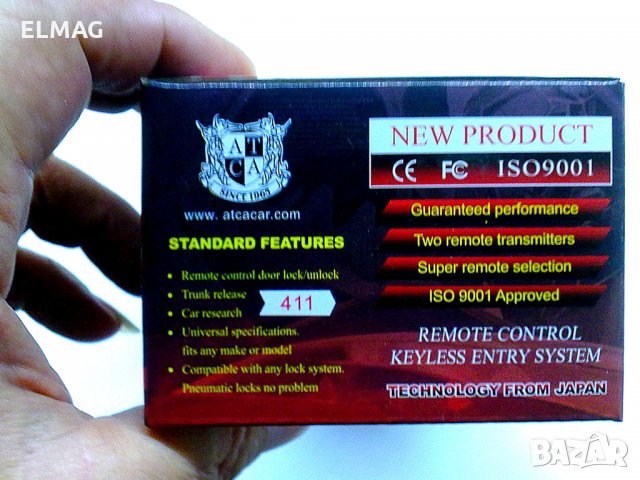 ELMAG
ATCA
SINCE 1965
www. atcacar.com
STANDARD FEATURES
• Remote control door lock/unlock
• Trunk release
• Car research
• Universial specifications.
fits any make or model
• Compatible with any lock system.
Pneumatic locks no problem
411
NEW PRODUCT
CE FC ISO9001
Guaranteed performance
Two remote transmitters
Super remote selection
ISO 9001 Approved
REMOTE CONTROL
KEYLESS ENTRY SYSTEM
TECHNOLOGY FROM JAPAN
BAZAR